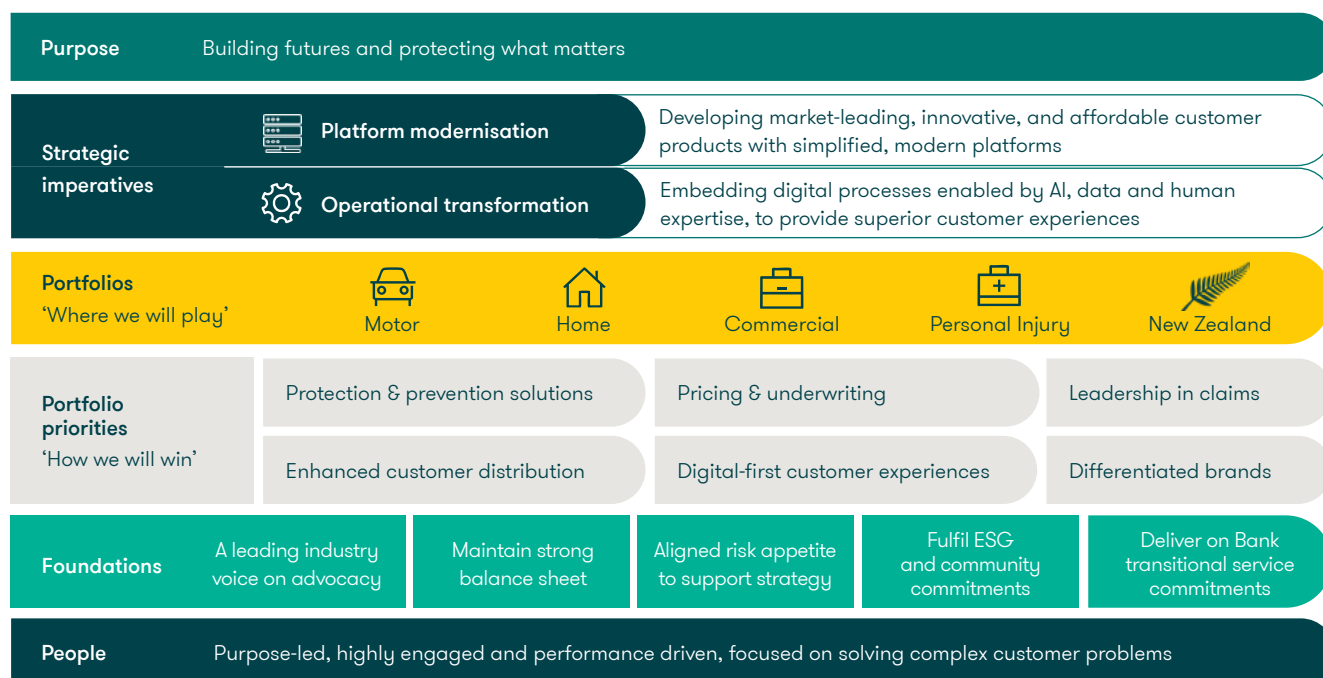 Purpose
Building futures and protecting what matters
Strategic
imperatives
Platform modernisation
Developing market-leading, innovative, and affordable customer
products with simplified, modern platforms
Operational transformation
Embedding digital processes enabled by AI, data and human
expertise, to provide superior customer experiences
Portfolios
‘Where we will play’
Motor
Home
Commercial
Personal Injury
New Zealand
Portfolio
priorities
‘How we will win’
Protection & prevention solutions
Pricing & underwriting
Leadership in claims
Enhanced customer distribution
Digital-first customer experiences
Differentiated brands
Foundations
A leading industry
voice on advocacy
Maintain strong
balance sheet
Aligned risk appetite
to support strategy
Fulfil ESG
and community
commitments
Deliver on Bank
transitional service
commitments
People
Purpose-led, highly engaged and performance driven, focused on solving complex customer problems